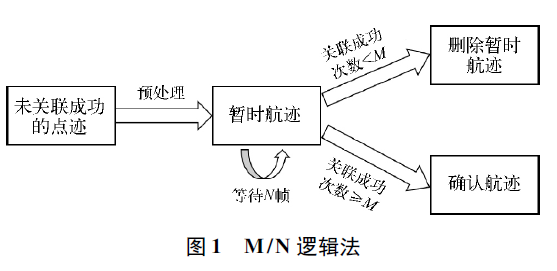 未关联成功
的点迹
预处理
暂时航迹
等待N帧
关联成功
次数<M
删除暂时
航迹
关联成功
次数≥M
确认航迹
图1 M/N逻辑法